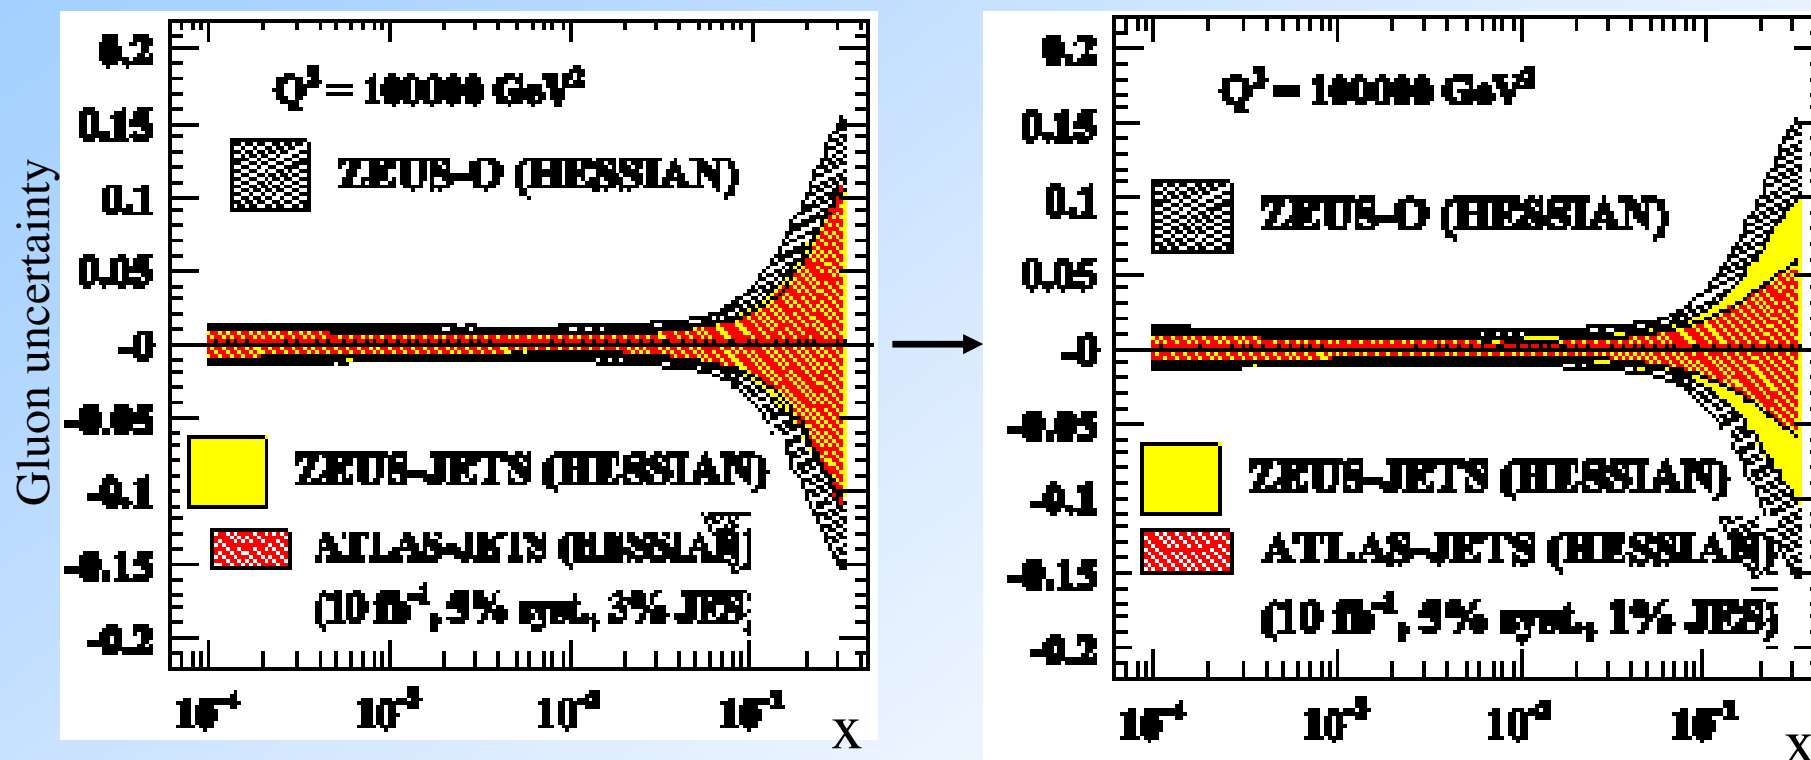 Gluon uncertainty
0.2
0.15
0.1
0.05
-0
-0.05
-0.1
-0.15
-0.2
Q² = 100000 GeV²
ZEUS-O (HESSIAN)
ZEUS-JETS (HESSIAN)
ATLAS-JETS (HESSIAN)
(10 fb⁻¹, 5% syst., 3% JES
10⁻⁴ 10⁻³ 10⁻² 10⁻¹
x
0.2
0.15
0.1
0.05
-0
-0.05
-0.1
-0.15
-0.2
Q² = 100000 GeV²
ZEUS-O (HESSIAN)
ZEUS-JETS (HESSIAN)
ATLAS-JETS (HESSIAN)
(10 fb⁻¹, 5% syst., 1% JES)
10⁻⁴ 10⁻³ 10⁻² 10⁻¹
x